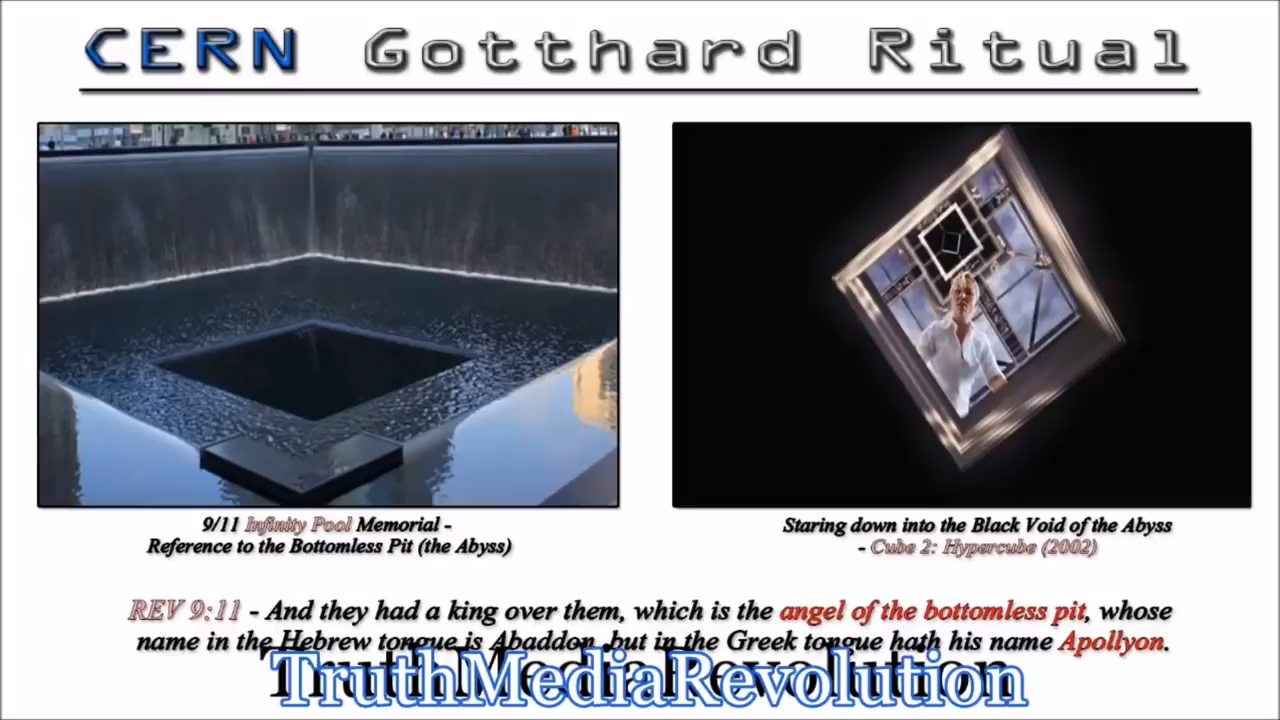 CERN Gotthard Ritual
9/11 Infinity Pool Memorial -
Reference to the Bottomless Pit (the Abyss)
Staring down into the Black Void of the Abyss
- Cube 2: Hypercube (2002)
REV 9:11 - And they had a king over them, which is the angel of the bottomless pit, whose
name in the Hebrew tongue is Abaddon, but in the Greek tongue hath his name Apollyon.
TruthMediaRevolution